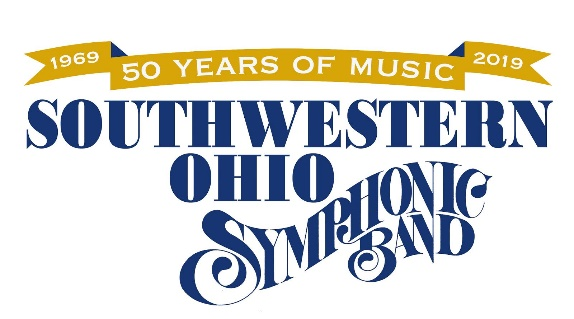 1969 50 YEARS OF MUSIC 2019
SOUTHWESTERN
OHIO
SYMPHONIC
BAND